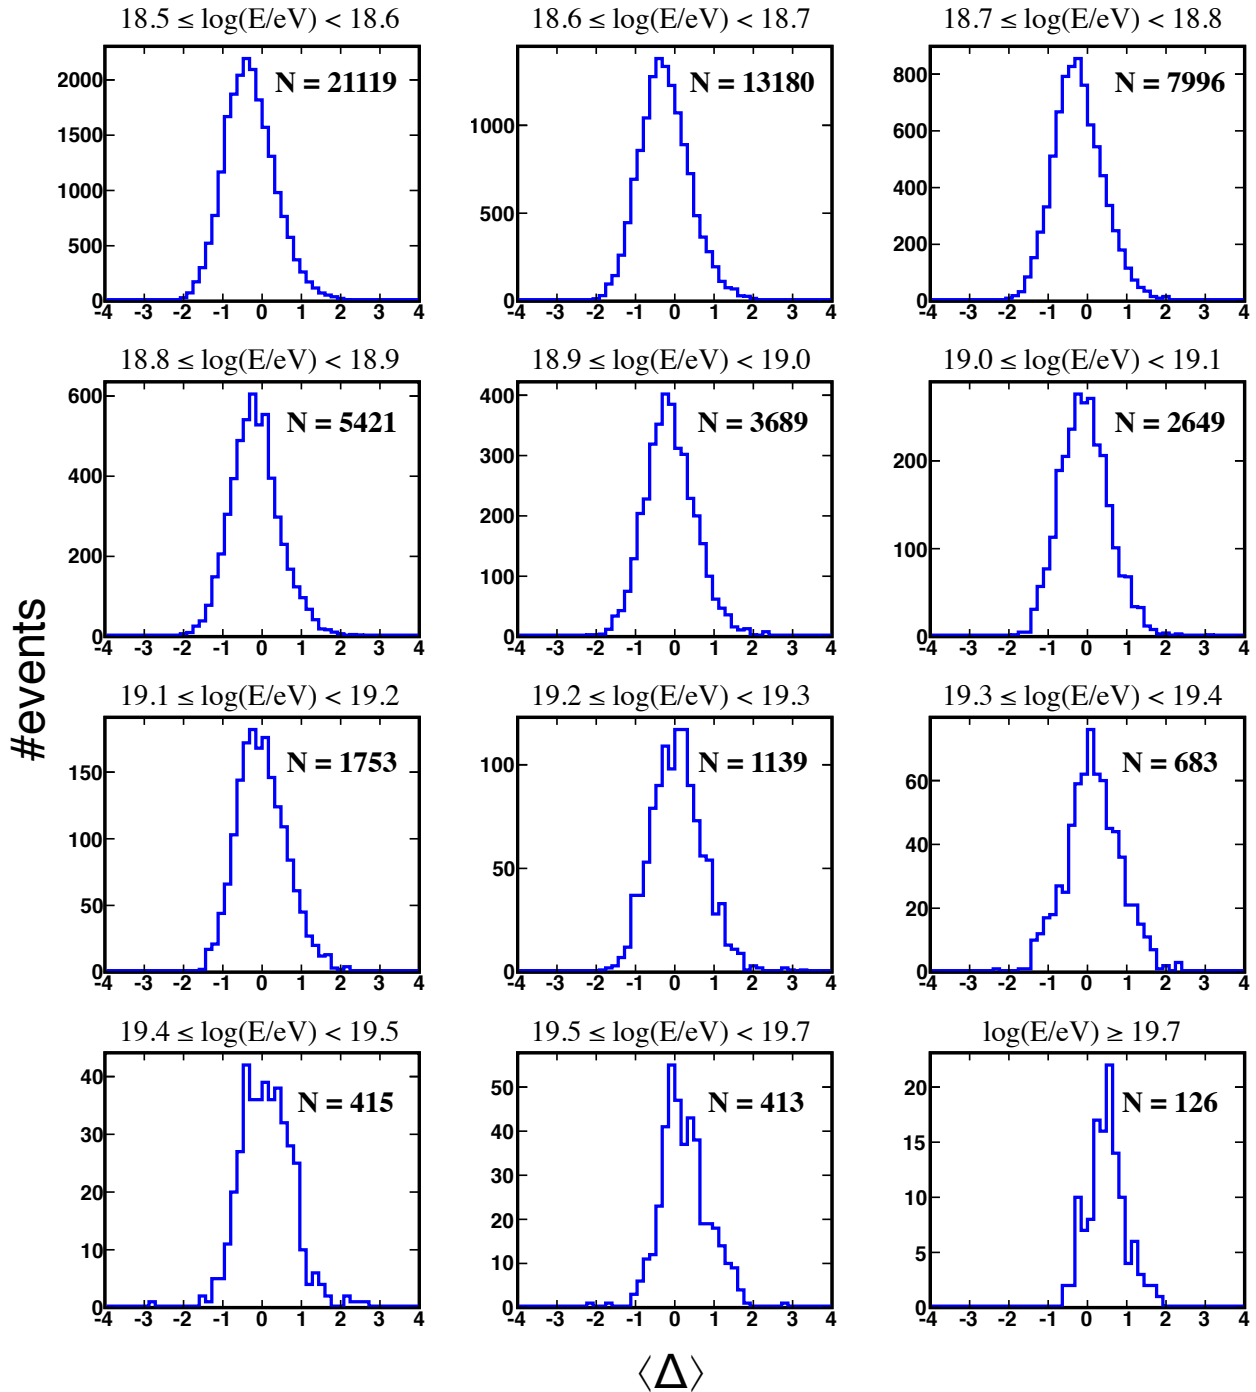 18.5 ≤ log(E/eV) < 18.6
18.6 ≤ log(E/eV) < 18.7
18.7 ≤ log(E/eV) < 18.8
2000
1500
1000
500
0
N = 21119
-4 -3 -2 -1 0 1 2 3 4
1000
500
0
N = 13180
-4 -3 -2 -1 0 1 2 3 4
800
600
400
200
0
N = 7996
-4 -3 -2 -1 0 1 2 3 4
18.8 ≤ log(E/eV) < 18.9
18.9 ≤ log(E/eV) < 19.0
19.0 ≤ log(E/eV) < 19.1
600
400
200
0
N = 5421
-4 -3 -2 -1 0 1 2 3 4
400
300
200
100
0
N = 3689
-4 -3 -2 -1 0 1 2 3 4
200
100
0
N = 2649
-4 -3 -2 -1 0 1 2 3 4
#events
19.1 ≤ log(E/eV) < 19.2
19.2 ≤ log(E/eV) < 19.3
19.3 ≤ log(E/eV) < 19.4
150
100
50
0
N = 1753
-4 -3 -2 -1 0 1 2 3 4
100
50
0
N = 1139
-4 -3 -2 -1 0 1 2 3 4
60
40
20
0
N = 683
-4 -3 -2 -1 0 1 2 3 4
19.4 ≤ log(E/eV) < 19.5
19.5 ≤ log(E/eV) < 19.7
log(E/eV) ≥ 19.7
40
30
20
10
0
N = 415
-4 -3 -2 -1 0 1 2 3 4
50
40
30
20
10
0
N = 413
-4 -3 -2 -1 0 1 2 3 4
20
15
10
5
0
N = 126
-4 -3 -2 -1 0 1 2 3 4
⟨Δ⟩